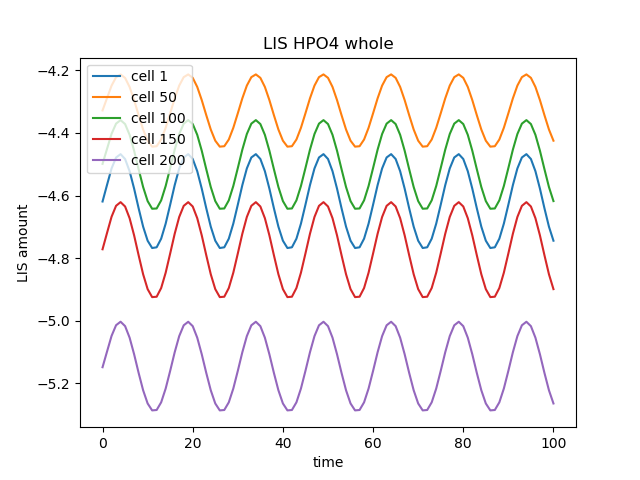 LIS HPO4 whole
cell 1
cell 50
cell 100
cell 150
cell 200
−4.2
−4.4
−4.6
−4.8
−5.0
−5.2
LIS amount
0 20 40 60 80 100
time